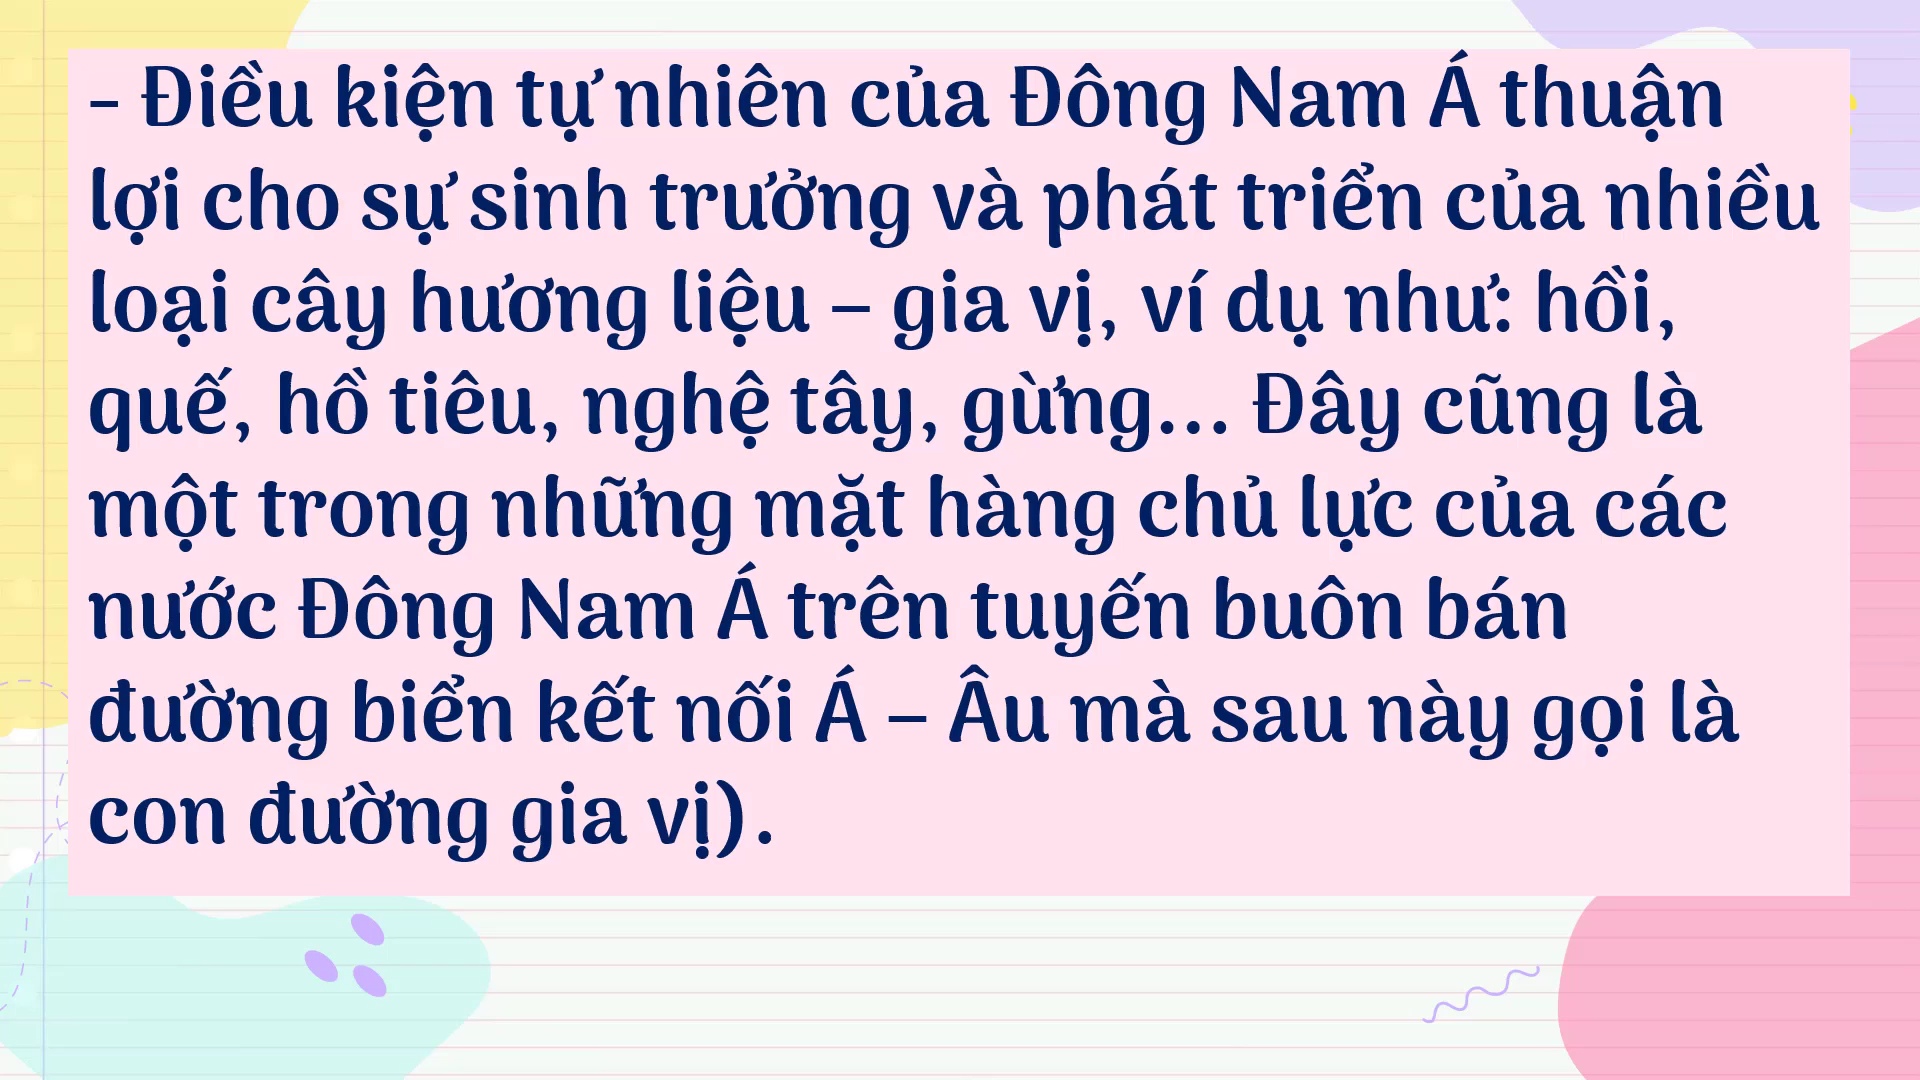 - Điều kiện tự nhiên của Đông Nam Á thuận
lợi cho sự sinh trưởng và phát triển của nhiều
loại cây hương liệu – gia vị, ví dụ như: hồi,
quế, hồ tiêu, nghệ tây, gừng... Đây cũng là
một trong những mặt hàng chủ lực của các
nước Đông Nam Á trên tuyến buôn bán
đường biển kết nối Á – Âu mà sau này gọi là
con đường gia vị).